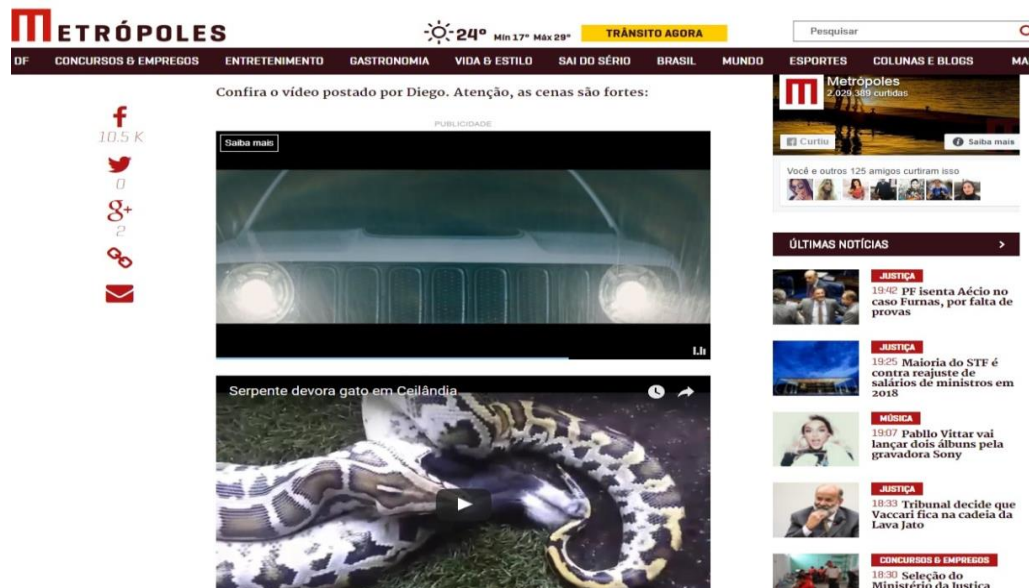 METRÓPOLES
24º Mín 17° Máx 29°
TRÂNSITO AGORA
Pesquisar
DF CONCURSOS & EMPREGOS ENTRETENIMENTO GASTRONOMIA VIDA & ESTILO SAI DO SÉRIO BRASIL MUNDO ESPORTES COLUNAS E BLOGS MA
f
10.5 K
0
g+
2
Confira o vídeo postado por Diego. Atenção, as cenas são fortes:
PUBLICIDADE
Saiba mais
Serpente devora gato em Ceilândia
Metrópoles
2.029.389 curtidas
Curtiu
Saiba mais
Você e outros 125 amigos curtiram isso
ÚLTIMAS NOTÍCIAS >
JUSTIÇA
19:42 PF isenta Aécio no
caso Furnas, por falta de
provas
JUSTIÇA
19:25 Maioria do STF é
contra reajuste de
salários de ministros em
2018
MÚSICA
19:07 Pabllo Vittar vai
lançar dois álbuns pela
gravadora Sony
JUSTIÇA
18:33 Tribunal decide que
Vaccari fica na cadeia da
Lava Jato
CONCURSOS & EMPREGOS
18:30 Seleção do
Ministério da Justiça